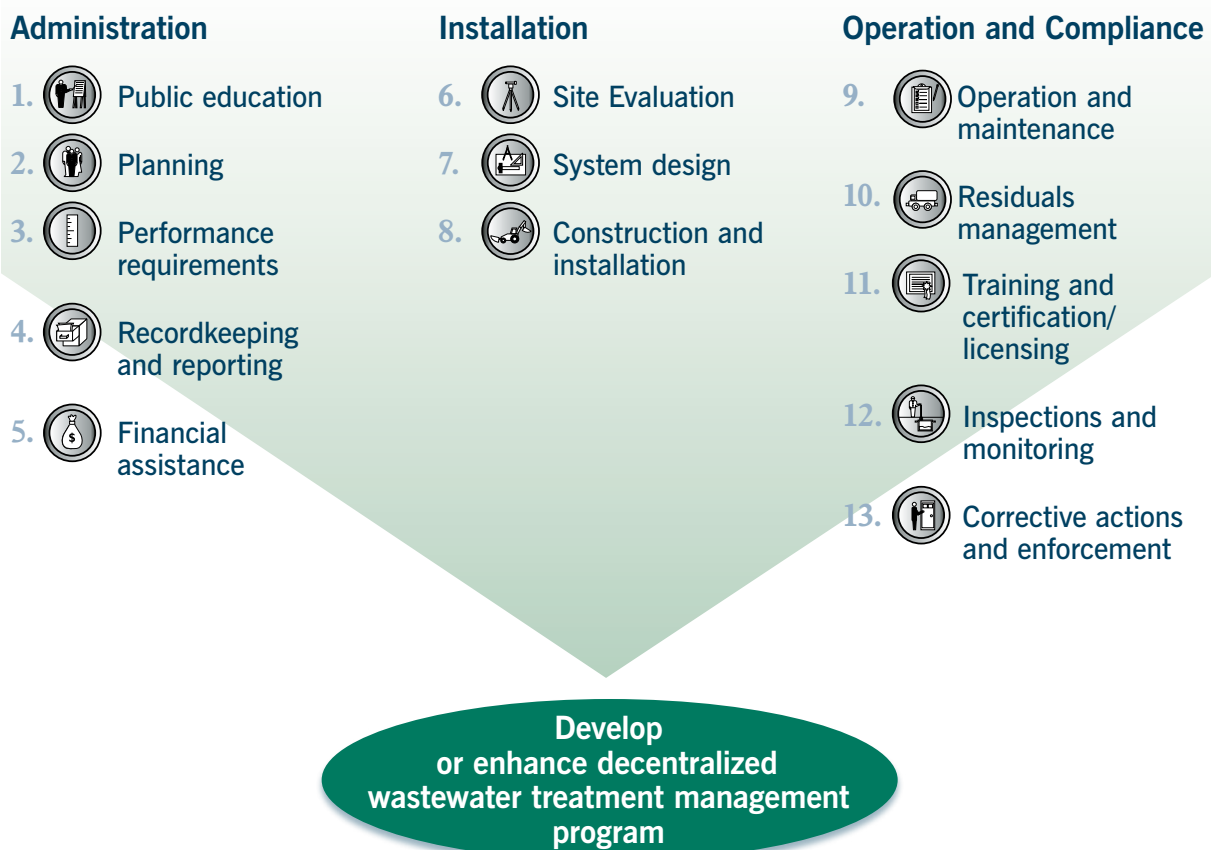 Administration
1. Public education
2. Planning
3. Performance
requirements
4. Recordkeeping
and reporting
5. Financial
assistance
Installation
6. Site Evaluation
7. System design
8. Construction and
installation
Operation and Compliance
9. Operation and
maintenance
10. Residuals
management
11. Training and
certification/
licensing
12. Inspections and
monitoring
13. Corrective actions
and enforcement
$
Develop
or enhance decentralized
wastewater treatment management
program